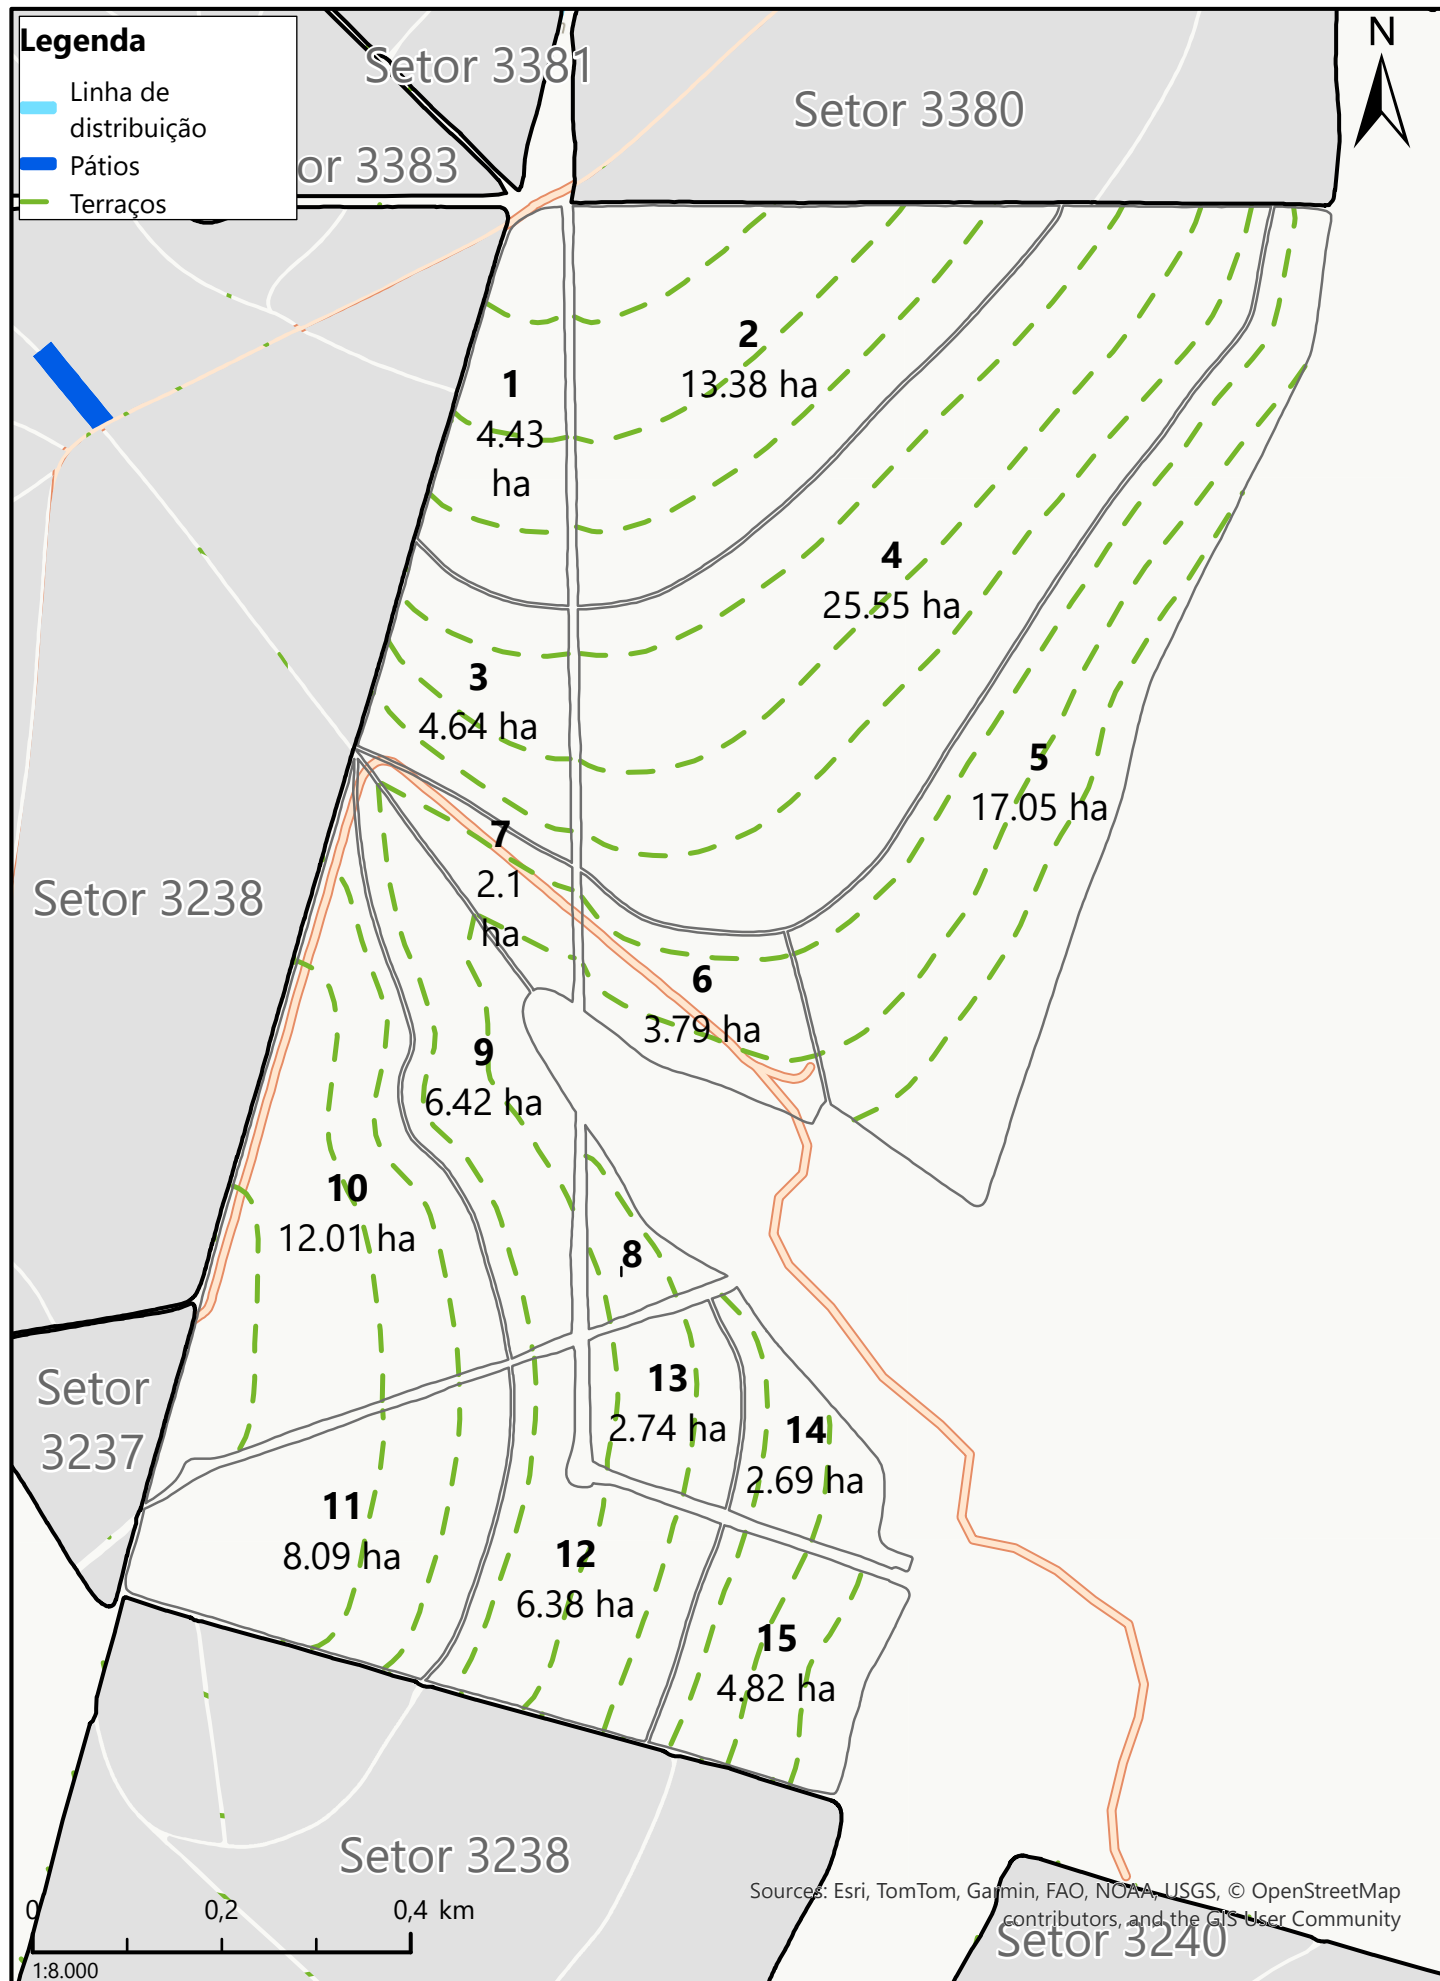 Legenda
Linha de
distribuição
Pátios
Terraços
Setor 3381
Setor 3380
or 3383
N
1
4.43
ha
2
13.38 ha
4
25.55 ha
3
4.64 ha
5
17.05 ha
7
2.1
ha
Setor 3238
6
3.79 ha
9
6.42 ha
10
12.01 ha
8
Setor
3237
13
2.74 ha
14
2.69 ha
11
8.09 ha
12
6.38 ha
15
4.82 ha
Setor 3238
Sources: Esri, TomTom, Garmin, FAO, NOAA, USGS, © OpenStreetMap
contributors, and the GIS User Community
Setor 3240
0 0,2 0,4 km
1:8.000